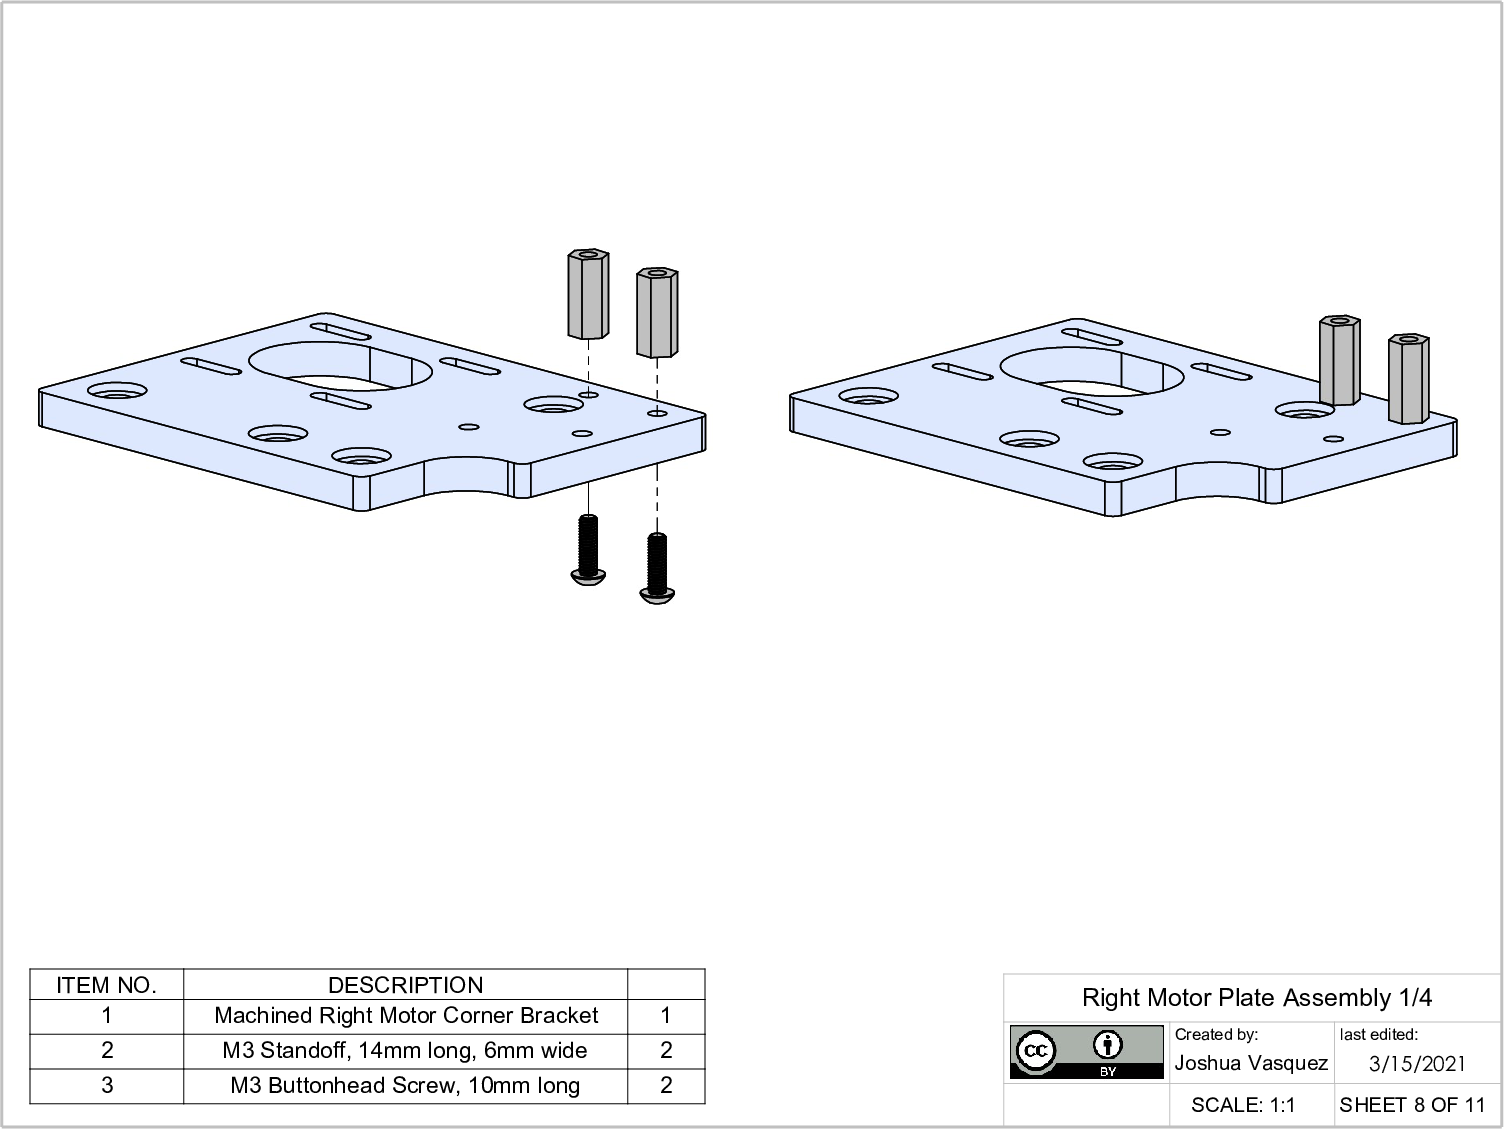 ITEM NO. DESCRIPTION
1 Machined Right Motor Corner Bracket 1
2 M3 Standoff, 14mm long, 6mm wide 2
3 M3 Buttonhead Screw, 10mm long 2
Right Motor Plate Assembly 1/4
cc BY
Created by:
Joshua Vasquez
last edited:
3/15/2021
SCALE: 1:1
SHEET 8 OF 11